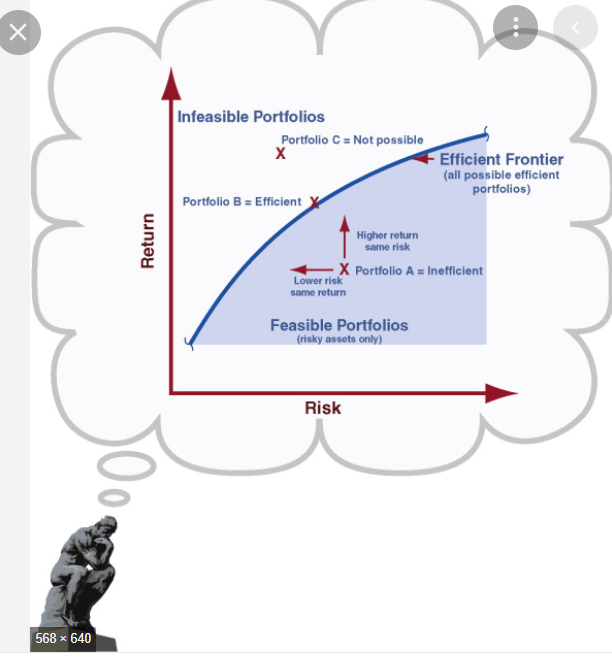 Infeasible Portfolios
Portfolio C = Not possible
X
Efficient Frontier
(all possible efficient
portfolios)
Portfolio B = Efficient X
Higher return
same risk
X Portfolio A = Inefficient
Lower risk
same return
Feasible Portfolios
(risky assets only)
Return
Risk
568 × 640